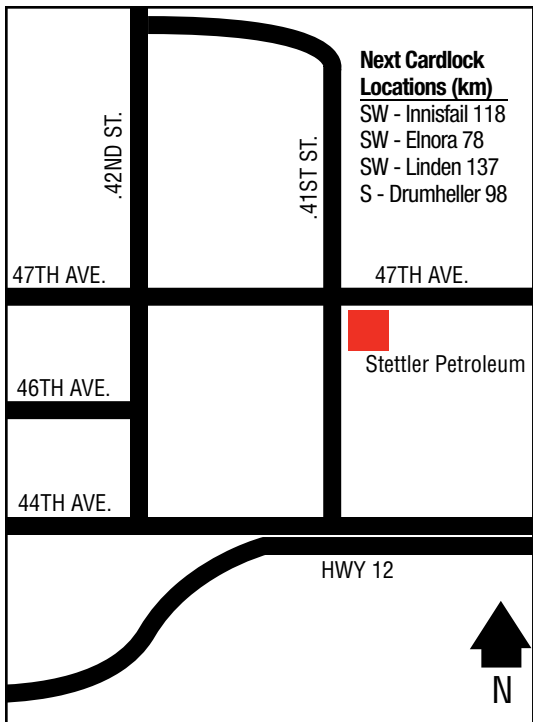 Next Cardlock
Locations (km)
SW - Innisfail 118
SW - Elnora 78
SW - Linden 137
S - Drumheller 98
.42ND ST.
.41ST ST.
47TH AVE.
47TH AVE.
Stettler Petroleum
46TH AVE.
44TH AVE.
HWY 12
N